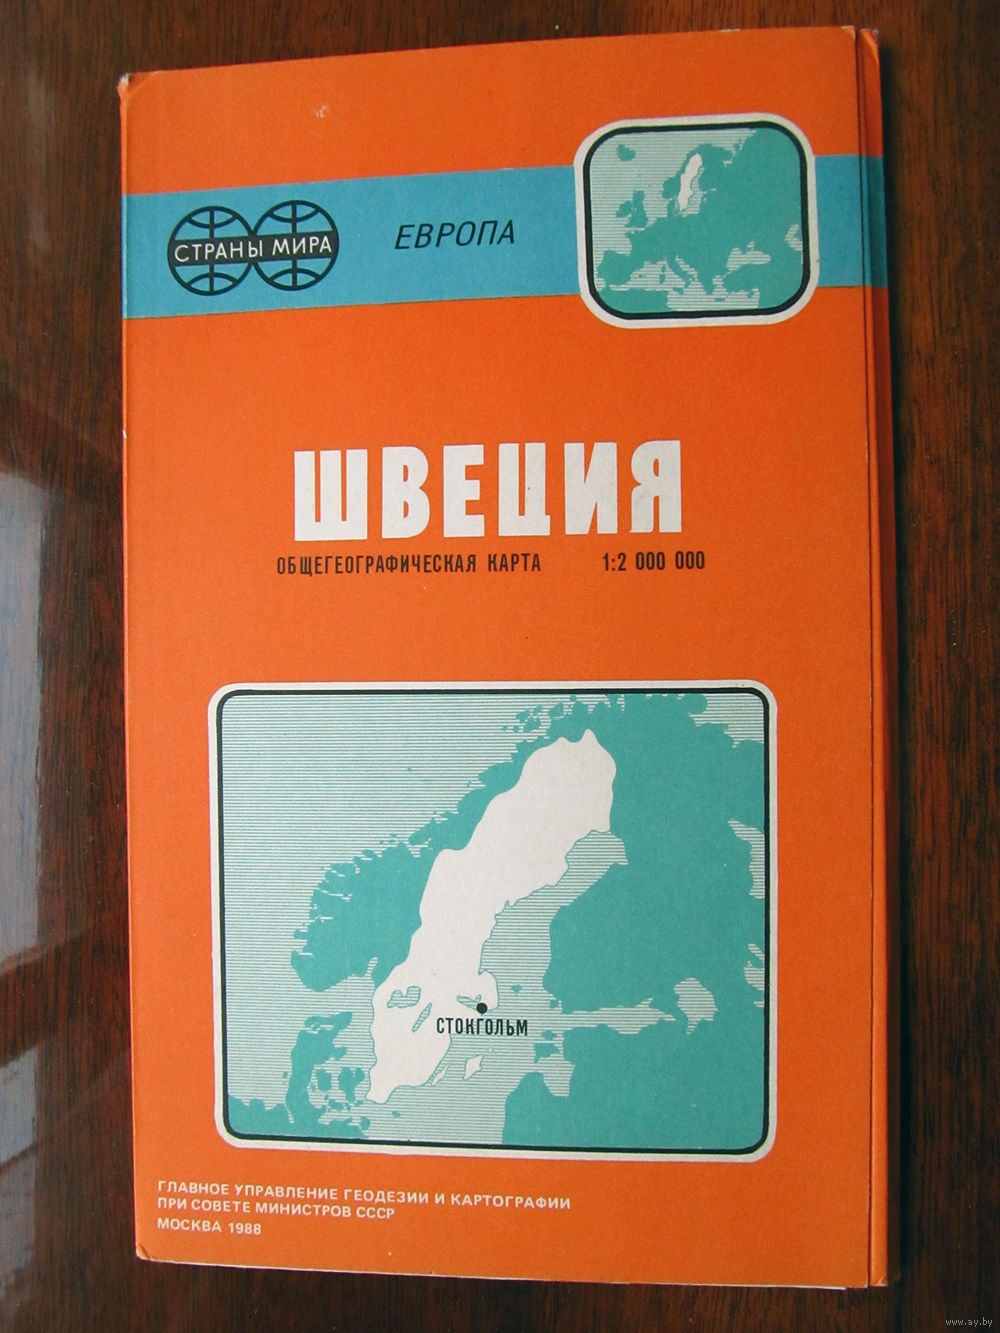 СТРАНЫ МИРА
ЕВРОПА
ШВЕЦИЯ
ОБЩЕГЕОГРАФИЧЕСКАЯ КАРТА 1:2 000 000
СТОКГОЛЬМ
ГЛАВНОЕ УПРАВЛЕНИЕ ГЕОДЕЗИИ И КАРТОГРАФИИ
ПРИ СОВЕТЕ МИНИСТРОВ СССР
МОСКВА 1988
www.ay.by